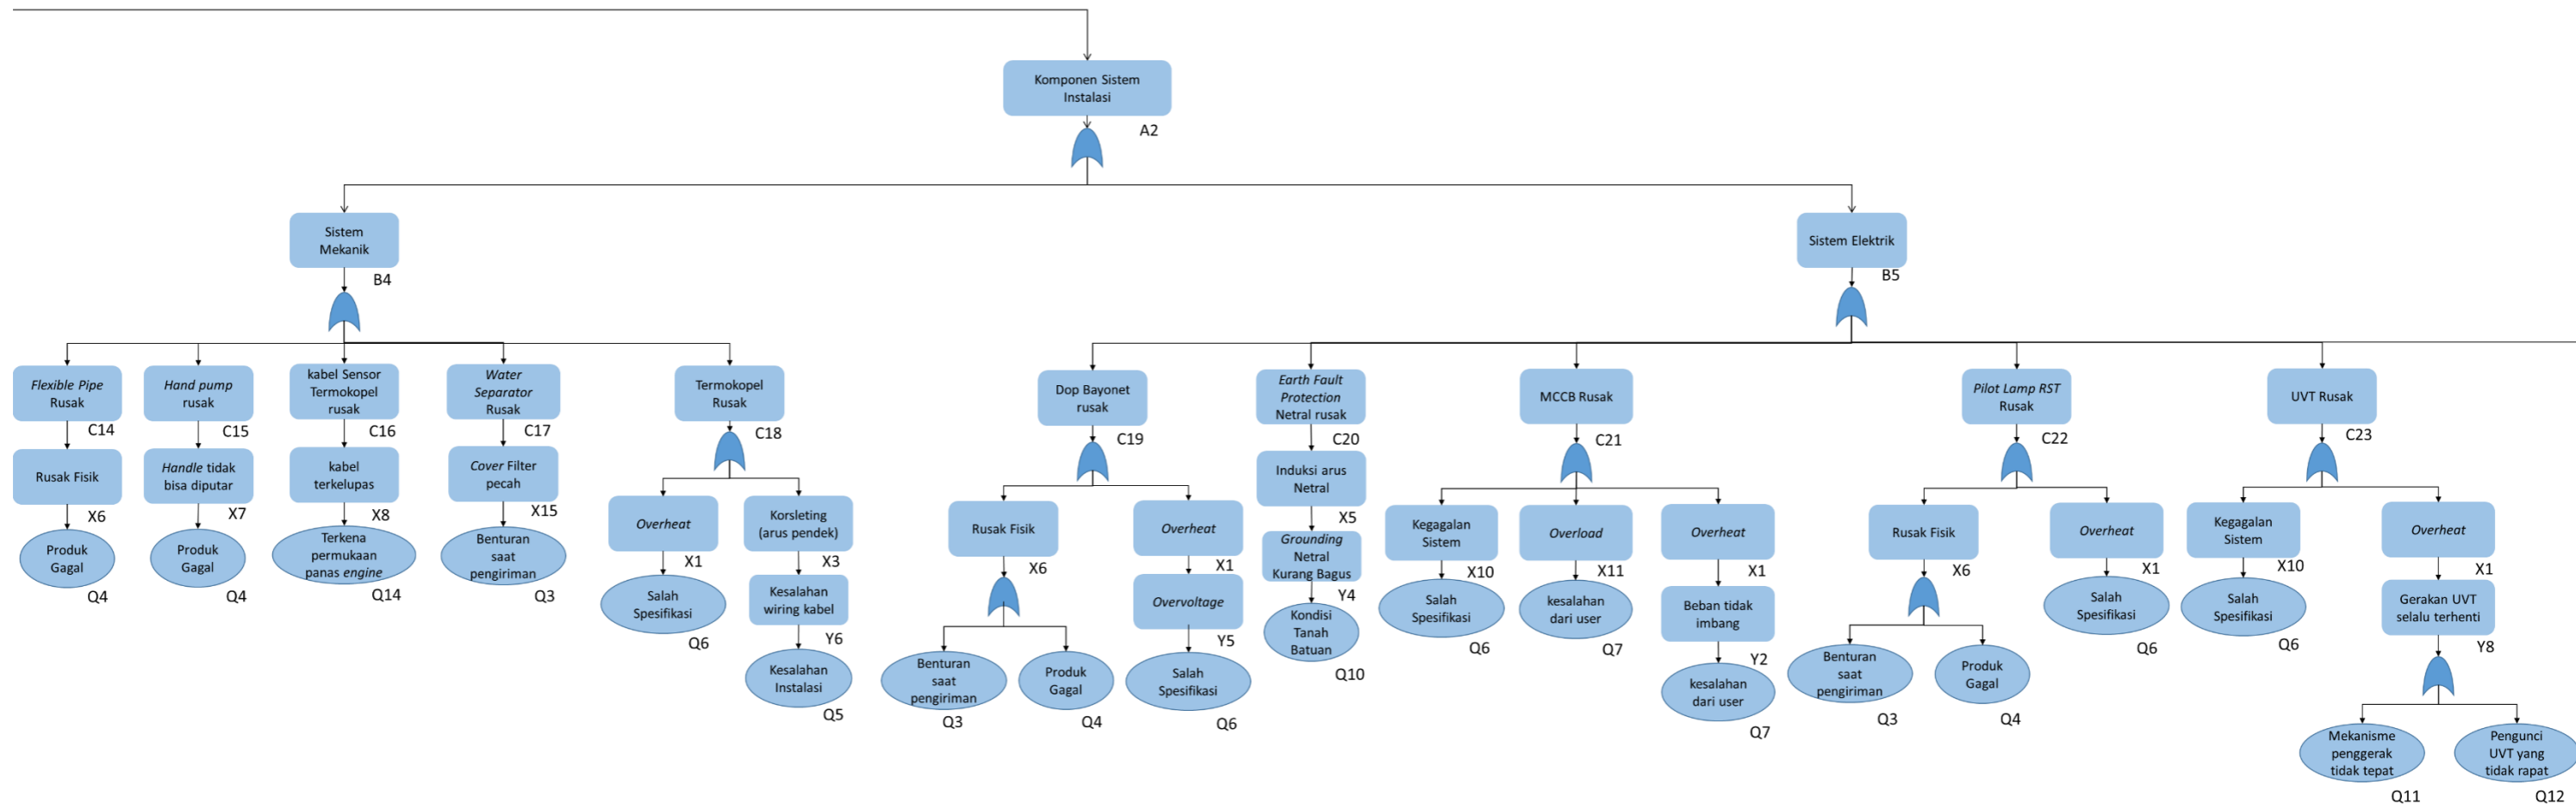 Komponen Sistem
Instalasi
A2
Sistem
Mekanik
B4
Sistem Elektrik
B5
Flexible Pipe
Rusak
C14
Hand pump
rusak
C15
kabel Sensor
Termokopel
rusak
C16
Water
Separator
Rusak
C17
Termokopel
Rusak
C18
Dop Bayonet
rusak
C19
Earth Fault
Protection
Netral rusak
C20
MCCB Rusak
C21
Pilot Lamp RST
Rusak
C22
UVT Rusak
C23
Rusak Fisik
X6
Handle tidak
bisa diputar
X7
kabel
terkelupas
X8
Cover Filter
pecah
X15
Overheat
X1
Korsleting
(arus pendek)
X3
Rusak Fisik
X6
Overheat
X1
Induksi arus
Netral
X5
Kegagalan
Sistem
X10
Overload
X11
Overheat
X1
Rusak Fisik
X6
Overheat
X1
Kegagalan
Sistem
X10
Overheat
X1
Produk
Gagal
Q4
Produk
Gagal
Q4
Terkena
permukaan
panas engine
Q14
Benturan
saat
pengiriman
Q3
Salah
Spesifikasi
Q6
Kesalahan
wiring kabel
Y6
Kesalahan
Instalasi
Q5
Benturan
saat
pengiriman
Q3
Produk
Gagal
Q4
Overvoltage
Y5
Salah
Spesifikasi
Q6
Grounding
Netral
Kurang Bagus
Y4
Kondisi
Tanah
Batuan
Q10
Salah
Spesifikasi
Q6
kesalahan
dari user
Q7
Beban tidak
imbang
Y2
kesalahan
dari user
Q7
Benturan
saat
pengiriman
Q3
Produk
Gagal
Q4
Salah
Spesifikasi
Q6
Salah
Spesifikasi
Q6
Gerakan UVT
selalu terhenti
Y8
Mekanisme
penggerak
tidak tepat
Q11
Pengunci
UVT yang
tidak rapat
Q12